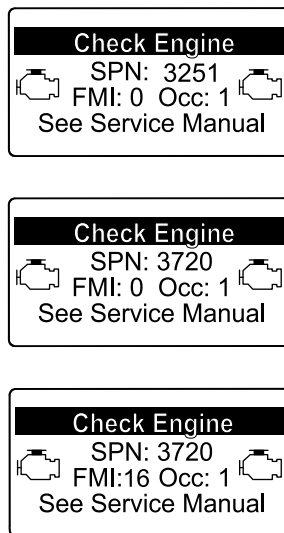 Check Engine
SPN: 3251
FMI: 0 Occ: 1
See Service Manual
Check Engine
SPN: 3720
FMI: 0 Occ: 1
See Service Manual
Check Engine
SPN: 3720
FMI:16 Occ: 1
See Service Manual